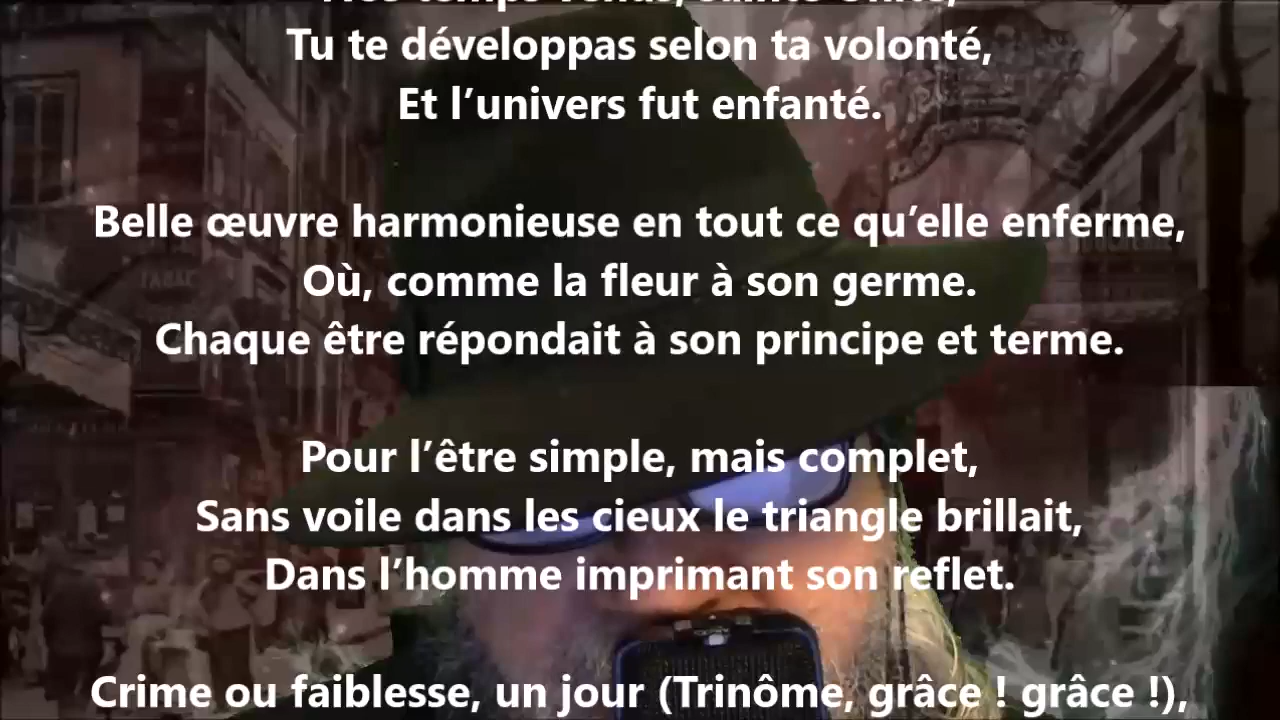 Tu te développas selon ta volonté,
Et l’univers fut enfanté.
Belle œuvre harmonieuse en tout ce qu’elle enferme,
Où, comme la fleur à son germe.
Chaque être répondait à son principe et terme.
Pour l’être simple, mais complet,
Sans voile dans les cieux le triangle brillait,
Dans l’homme imprimant son reflet.
Crime ou faiblesse, un jour (Trinôme, grâce ! grâce !),
TABAC